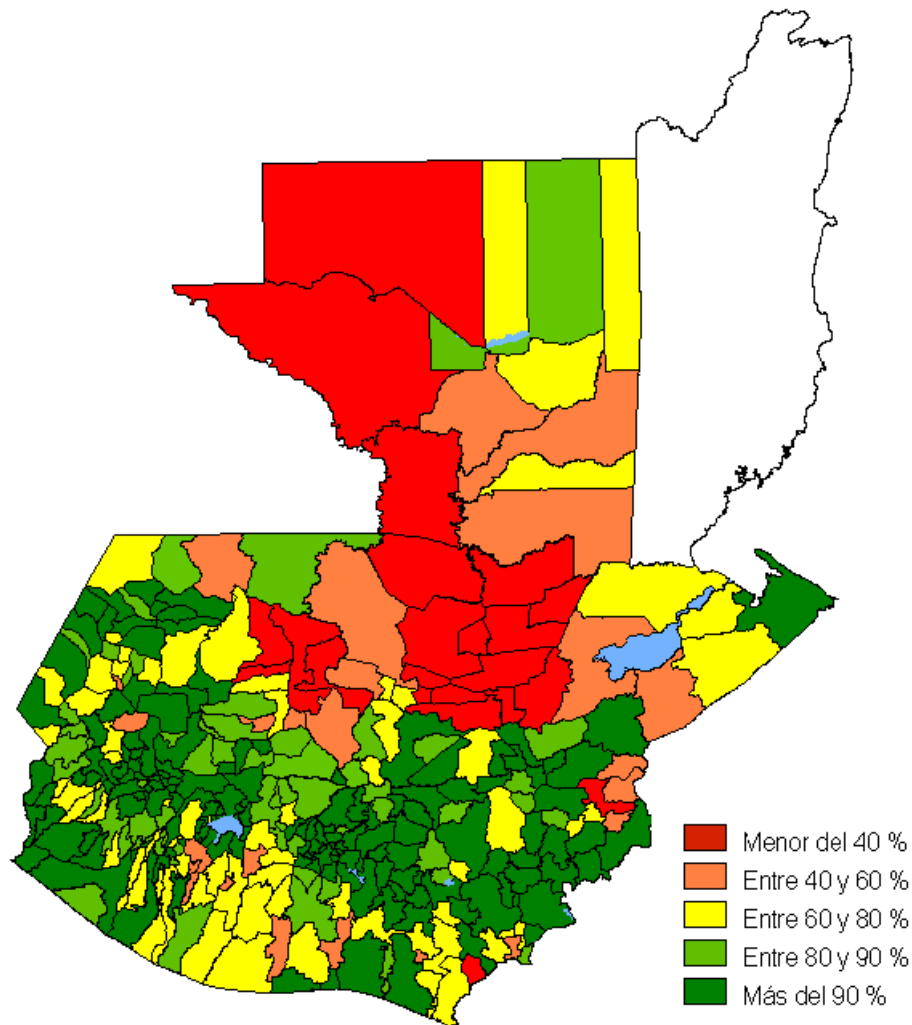 Menor del 40 %
Entre 40 y 60 %
Entre 60 y 80 %
Entre 80 y 90 %
Más del 90 %